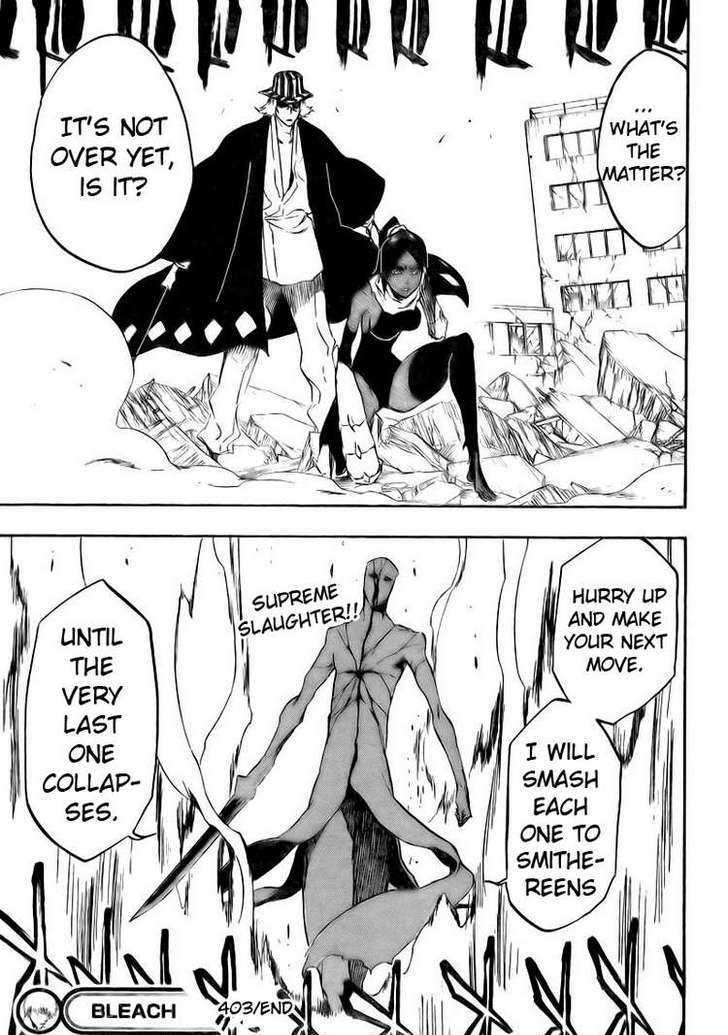 ...
WHAT'S
THE
MATTER?
IT'S NOT
OVER YET,
IS IT?
HURRY UP
AND MAKE
YOUR NEXT
MOVE.
SUPREME
SLAUGHTER!!
I WILL
SMASH
EACH
ONE TO
SMITHE-
REENS
UNTIL
THE
VERY
LAST
ONE
COLLAP-
SES.
BLEACH
403/END